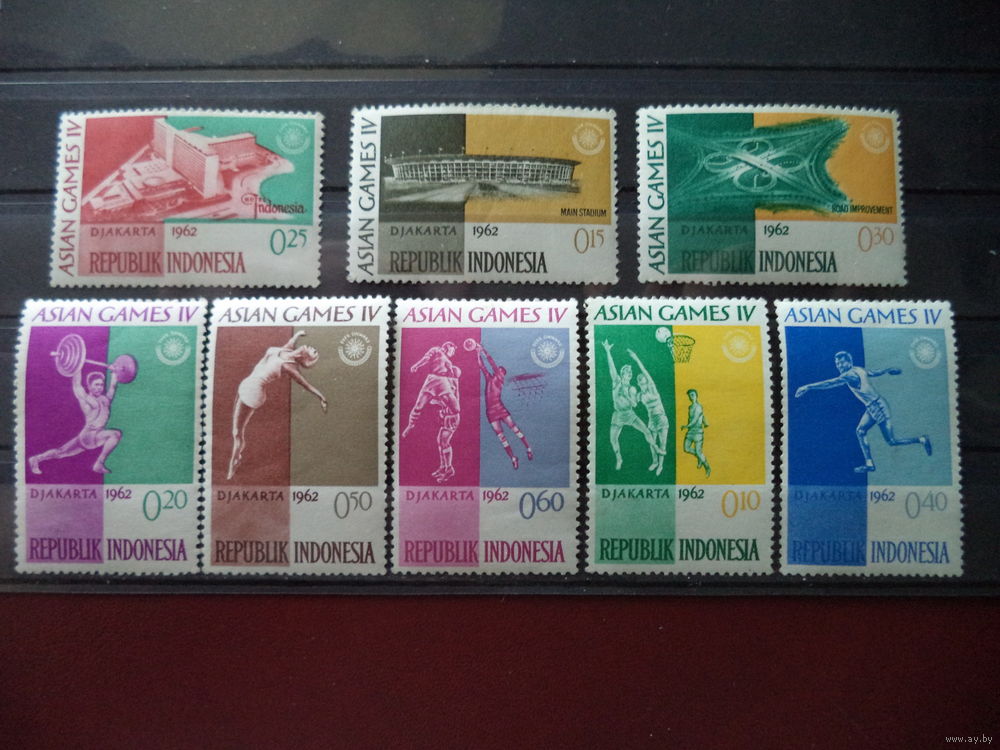 ASIAN GAMES IV
Hotel Indonesia
DJAKARTA 1962
0.25
REPUBLIK INDONESIA
ASIAN GAMES IV
MAIN STADIUM
DJAKARTA 1962
0.15
REPUBLIK INDONESIA
ASIAN GAMES IV
ROAD IMPROVEMENT
DJAKARTA 1962
0.30
REPUBLIK INDONESIA
ASIAN GAMES IV
DJAKARTA 1962
0.20
REPUBLIK INDONESIA
ASIAN GAMES IV
DJAKARTA 1962
0.50
REPUBLIK INDONESIA
ASIAN GAMES IV
DJAKARTA 1962
0.60
REPUBLIK INDONESIA
ASIAN GAMES IV
DJAKARTA 1962
0.10
REPUBLIK INDONESIA
ASIAN GAMES IV
DJAKARTA 1962
0.40
REPUBLIK INDONESIA
www.ay.by